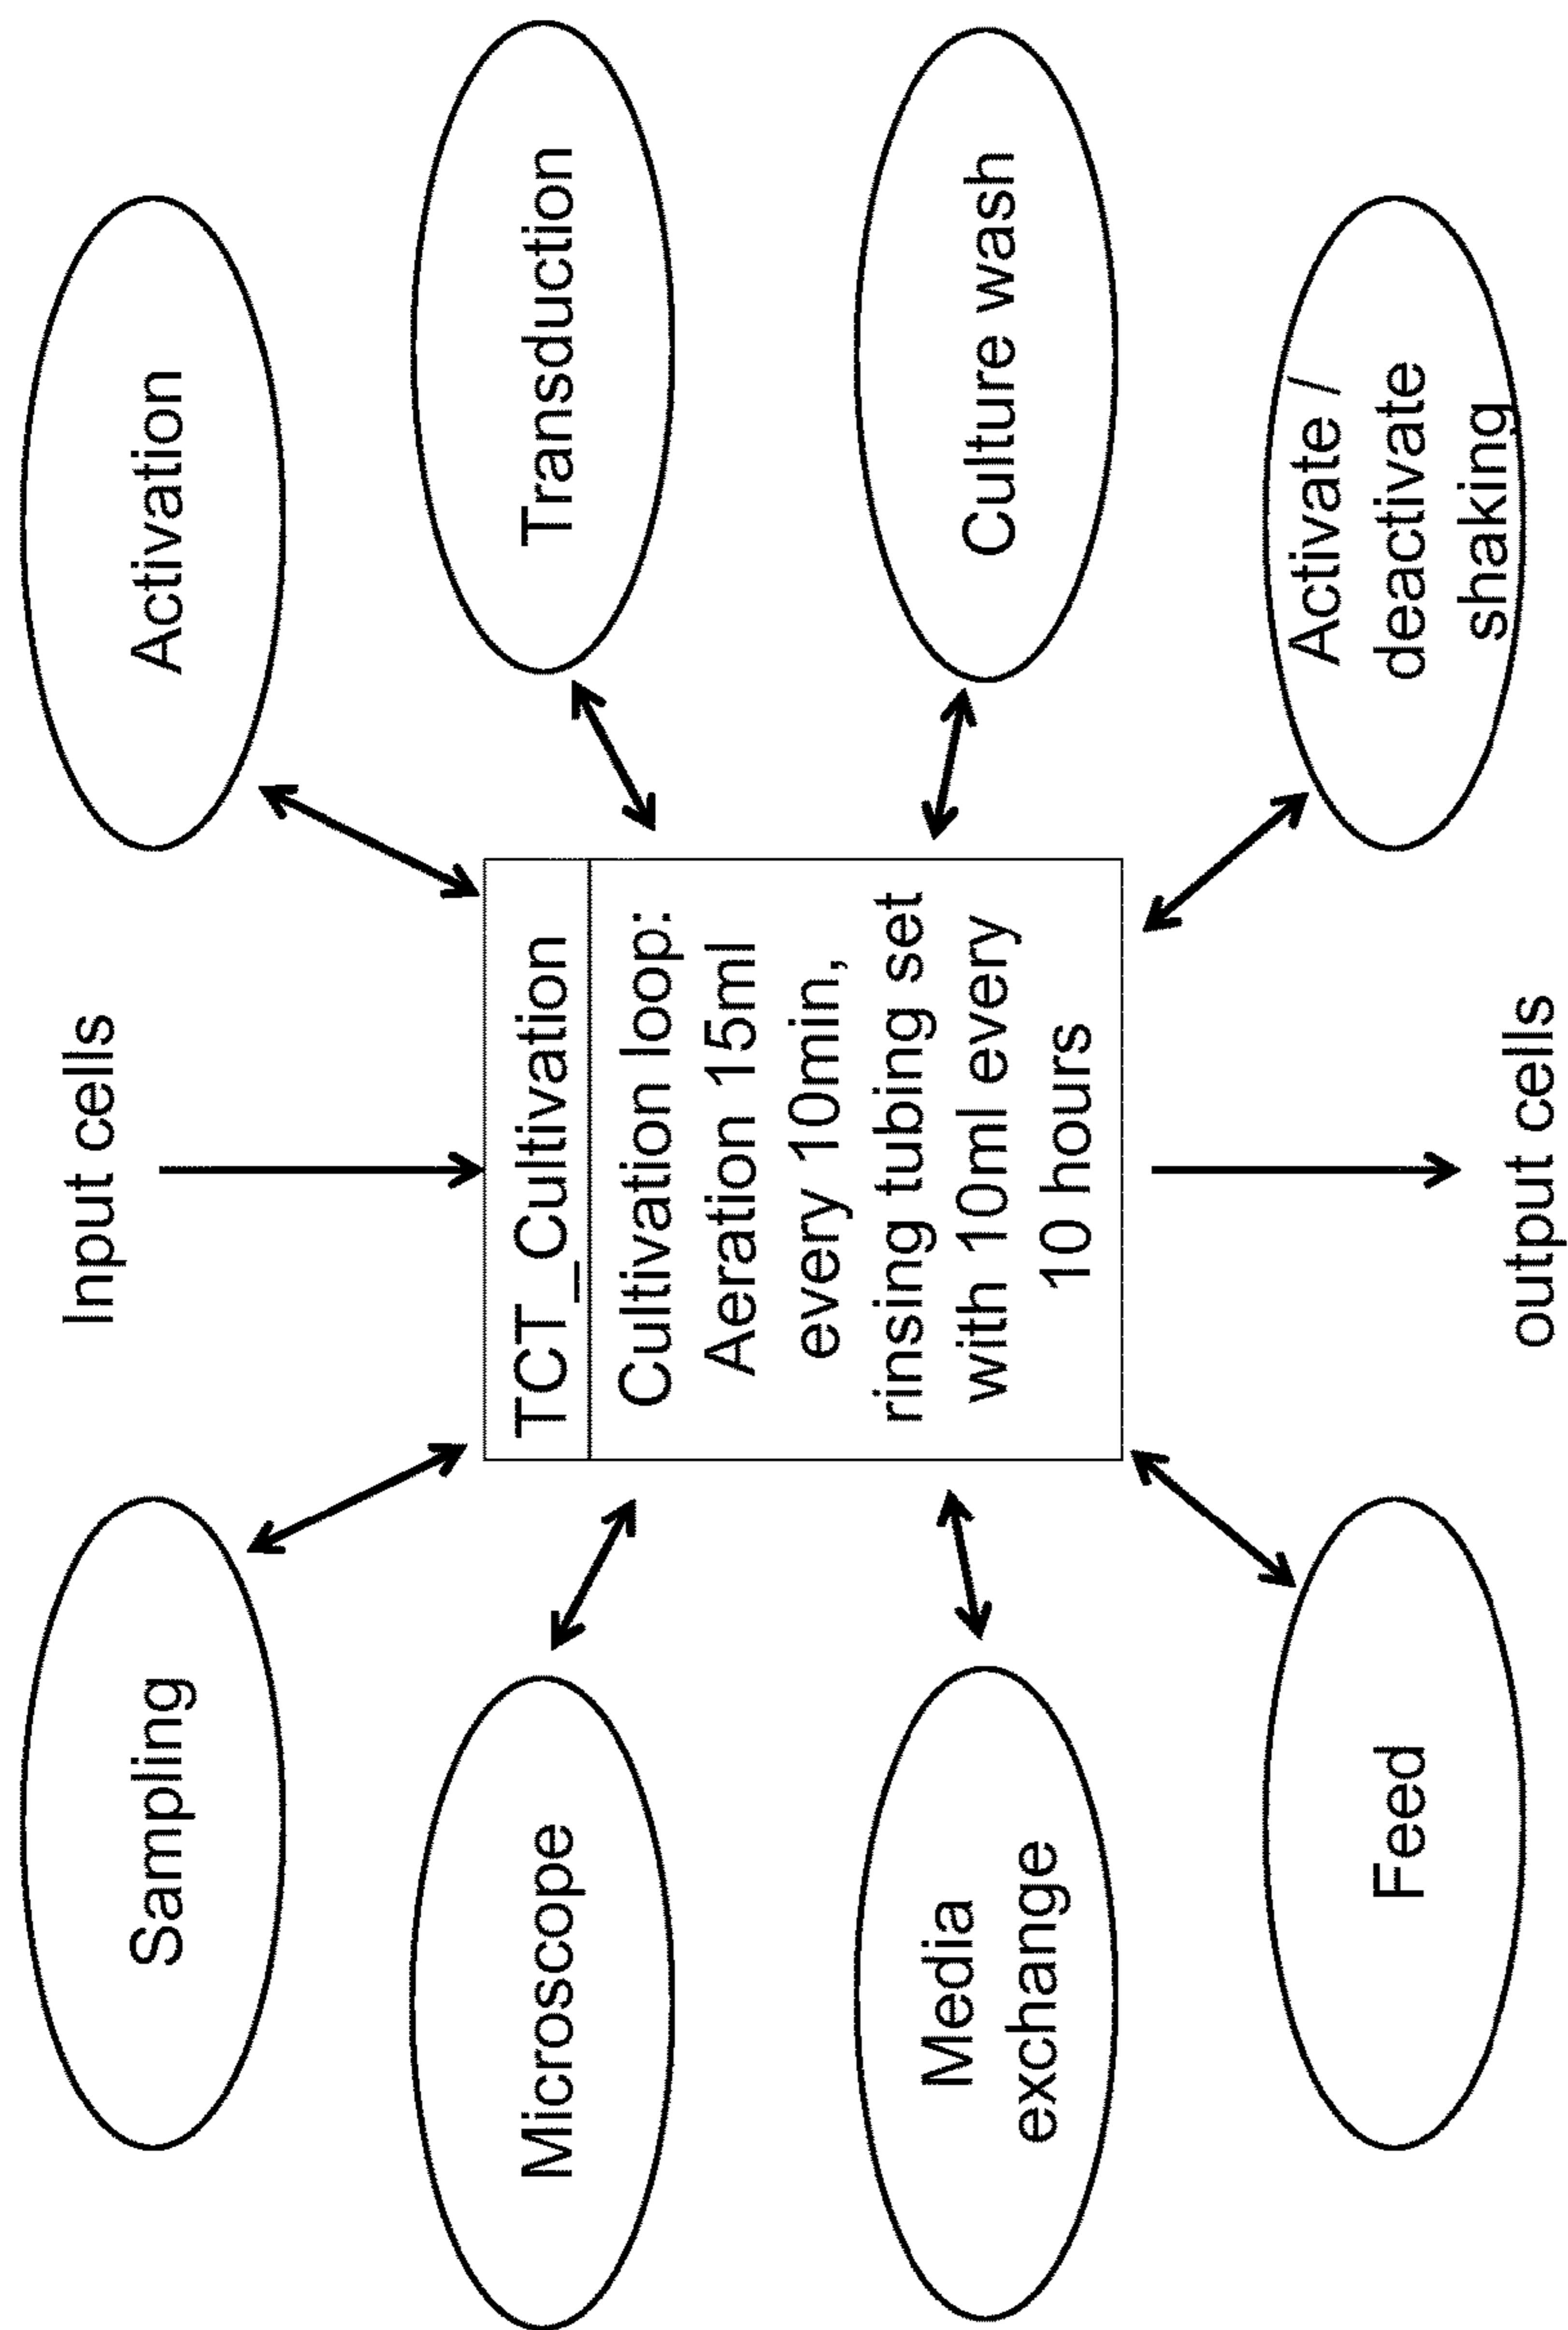 Input cells
Sampling
Activation
Microscope
Transduction
TCT_Cultivation
Cultivation loop:
Aeration 15ml
every 10min,
rinsing tubing set
with 10ml every
10 hours
Media
exchange
Culture wash
Feed
Activate /
deactivate
shaking
output cells